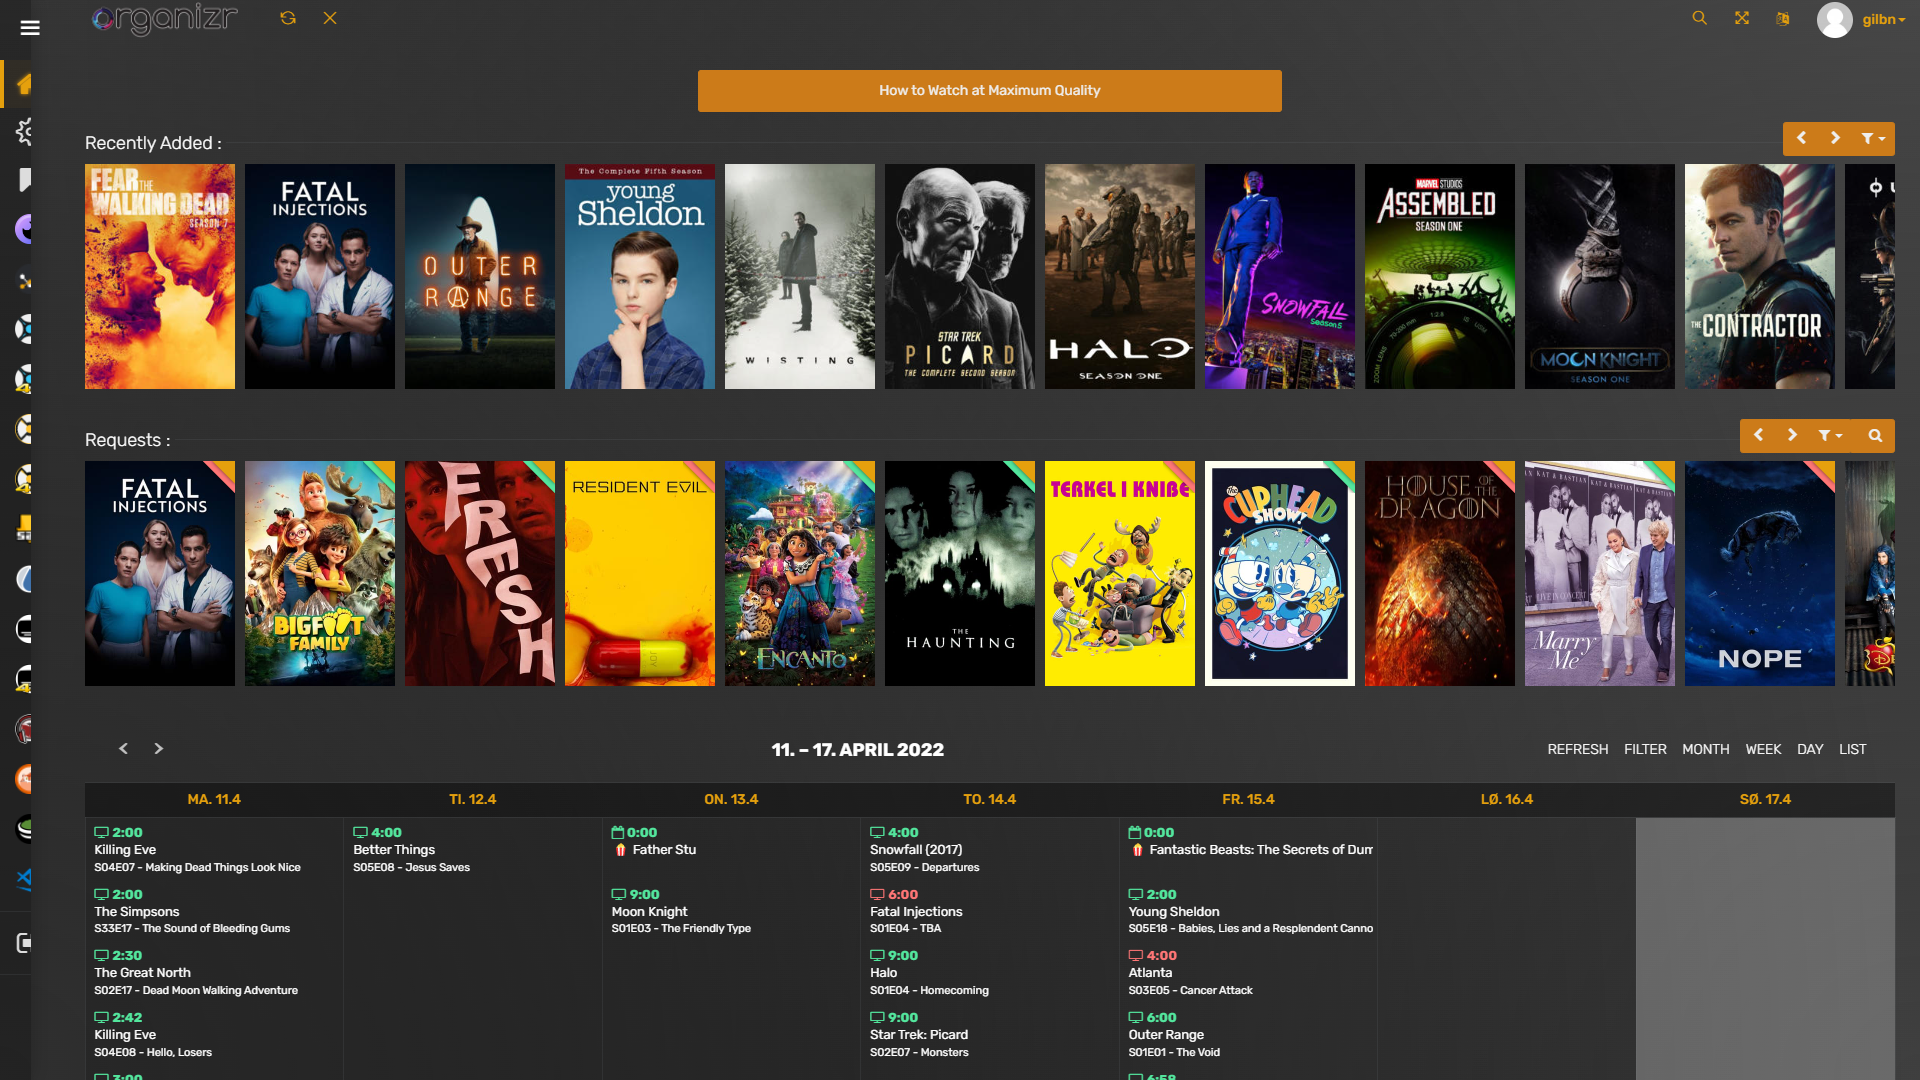 organizr
gilbn
How to Watch at Maximum Quality
Recently Added :
FEAR THE WALKING DEAD
SEASON 7
FATAL INJECTIONS
OUTER RANGE
The Complete Fifth Season
young Sheldon
WISTING
STAR TREK
PICARD
THE COMPLETE SECOND SEASON
HALO
SEASON ONE
SNOWFALL
Season 5
MARVEL STUDIOS
ASSEMBLED
SEASON ONE
MOON KNIGHT
SEASON ONE
THE CONTRACTOR
Requests :
FATAL INJECTIONS
BIGFOOT FAMILY
FRESH
RESIDENT EVIL
ENCANTO
THE HAUNTING
TERKEL I KNIBE
The CUPHEAD SHOW!
HOUSE OF THE DRAGON
KAT & BASTIAN
Marry Me
NOPE
11. – 17. APRIL 2022
REFRESH FILTER MONTH WEEK DAY LIST
MA. 11.4 TI. 12.4 ON. 13.4 TO. 14.4 FR. 15.4 LØ. 16.4 SØ. 17.4
2:00
Killing Eve
S04E07 - Making Dead Things Look Nice
2:00
The Simpsons
S33E17 - The Sound of Bleeding Gums
2:30
The Great North
S02E17 - Dead Moon Walking Adventure
2:42
Killing Eve
S04E08 - Hello, Losers
3:00
4:00
Better Things
S05E08 - Jesus Saves
0:00
Father Stu
9:00
Moon Knight
S01E03 - The Friendly Type
4:00
Snowfall (2017)
S05E09 - Departures
6:00
Fatal Injections
S01E04 - TBA
9:00
Halo
S01E04 - Homecoming
9:00
Star Trek: Picard
S02E07 - Monsters
0:00
Fantastic Beasts: The Secrets of Dum
2:00
Young Sheldon
S05E18 - Babies, Lies and a Resplendent Canno
4:00
Atlanta
S03E05 - Cancer Attack
6:00
Outer Range
S01E01 - The Void
6:58